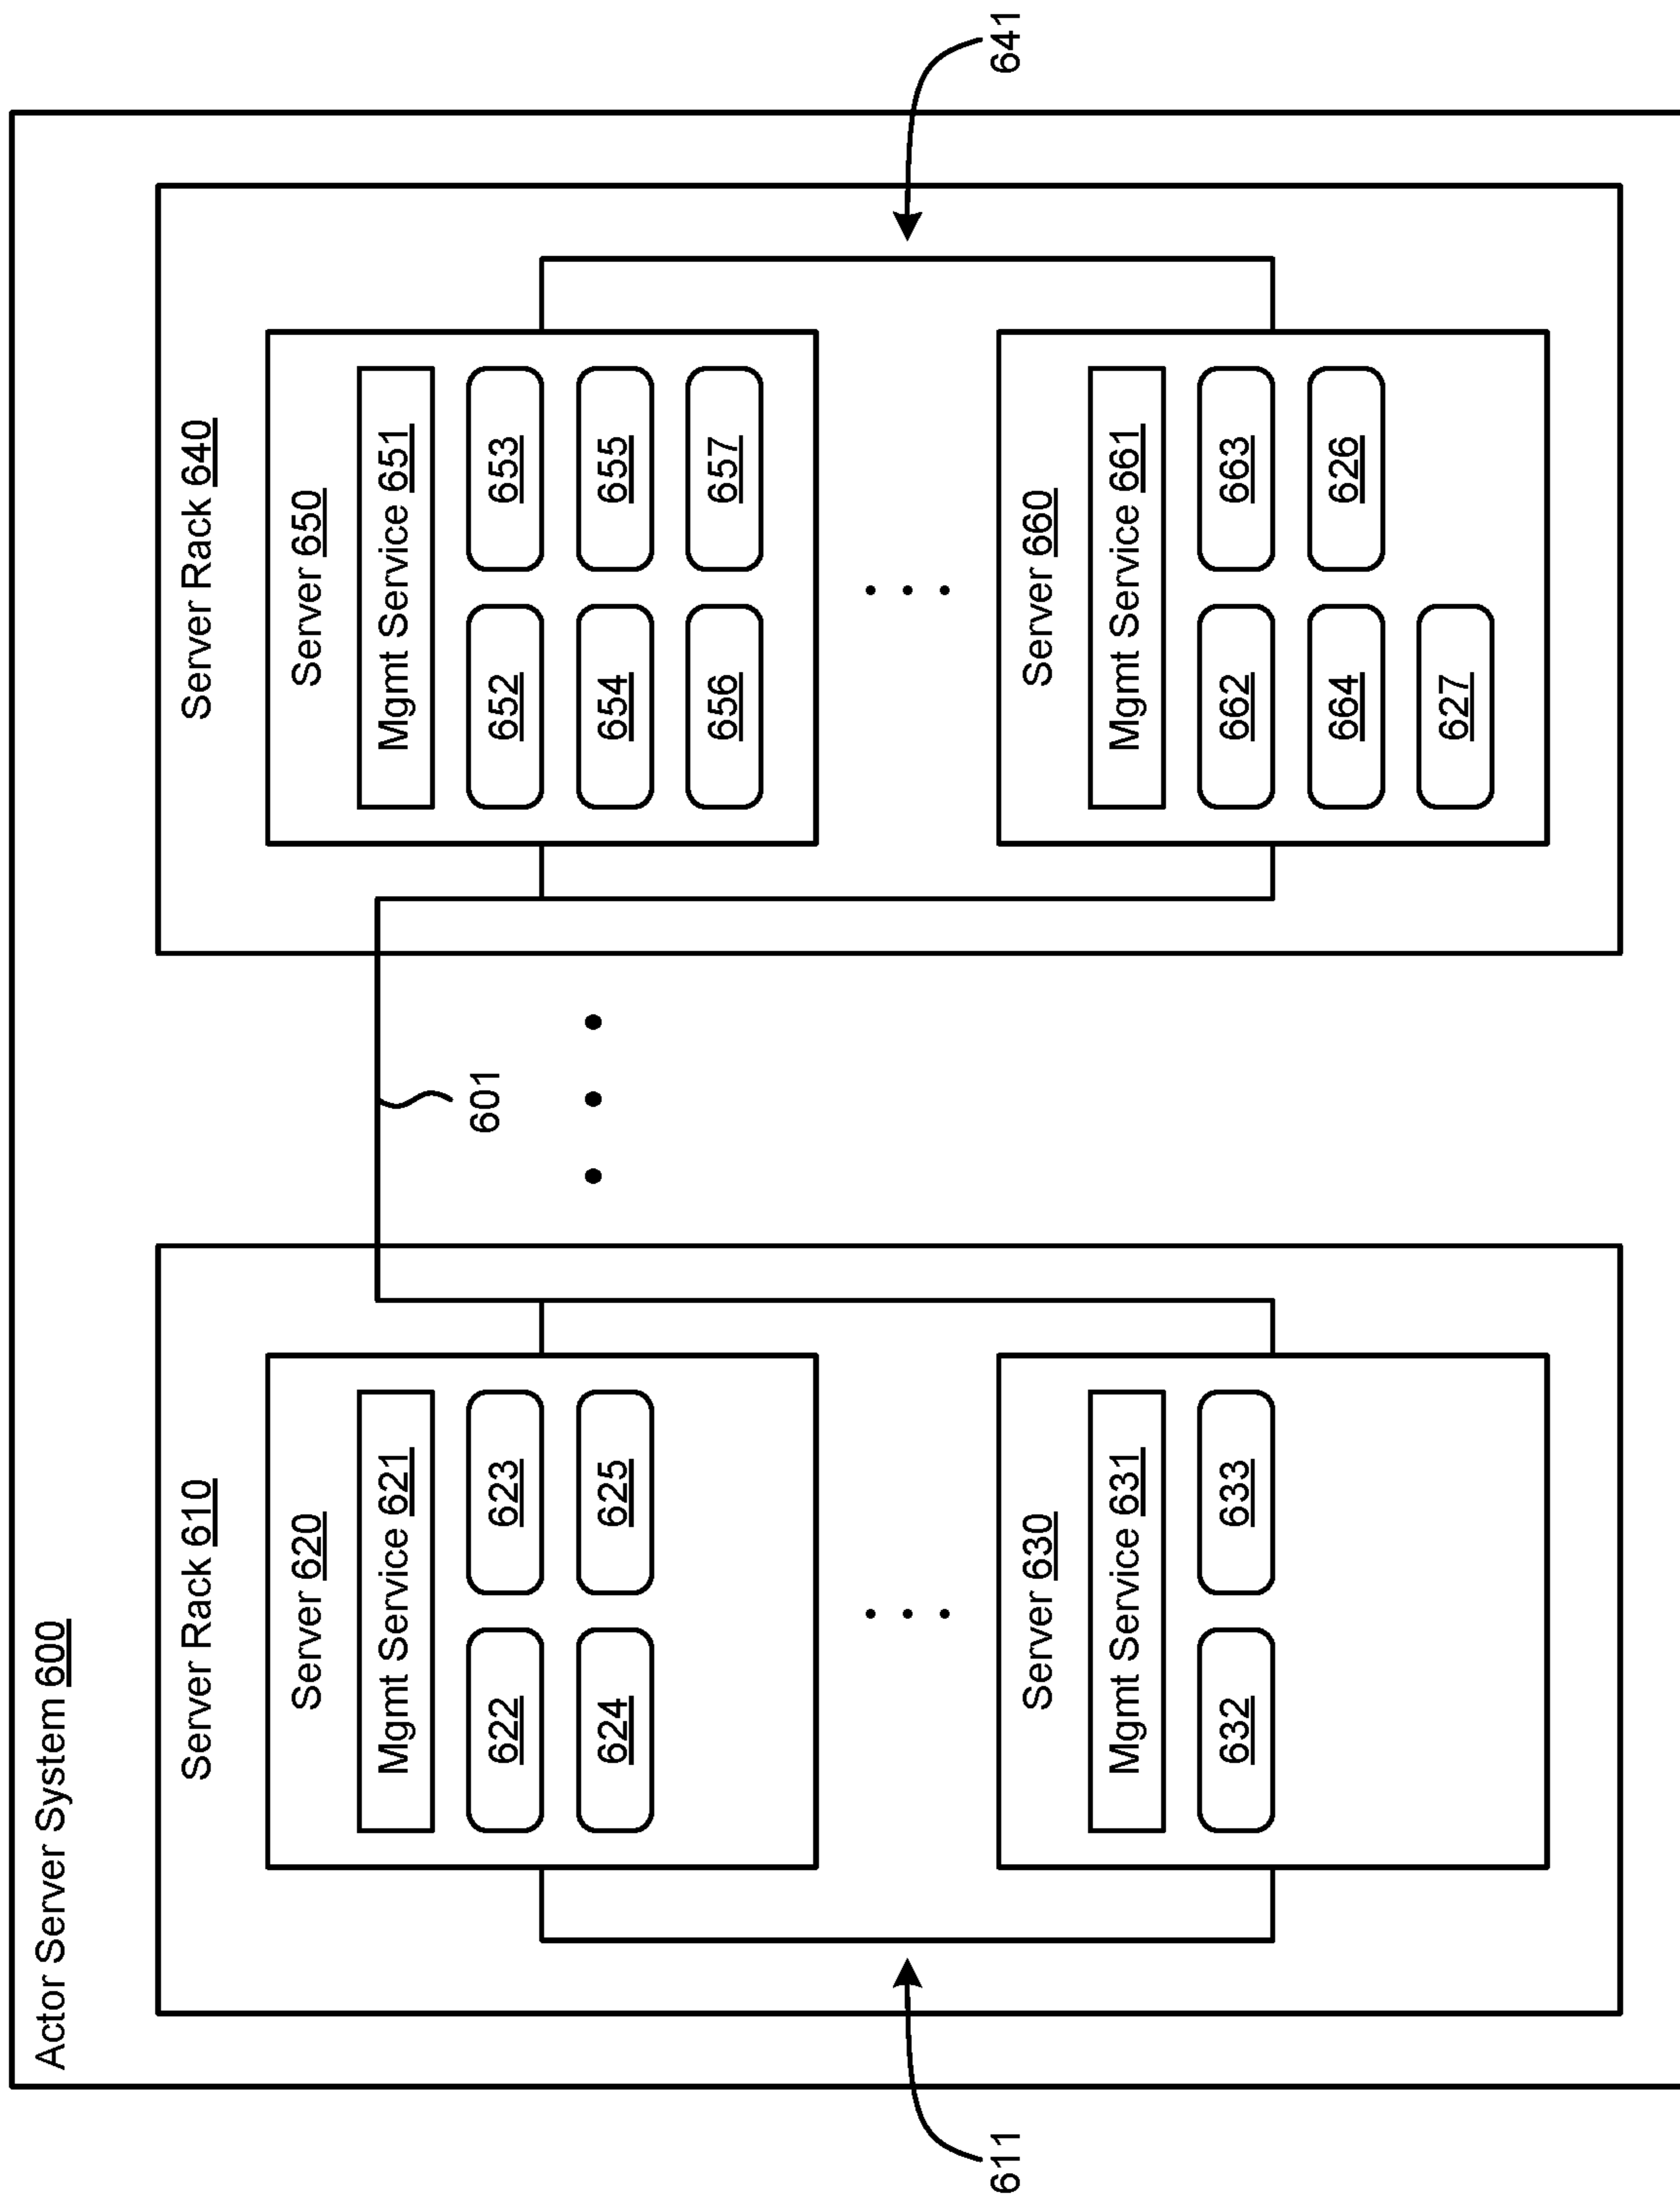 Actor Server System 600
Server Rack 610
Server 620
Mgmt Service 621
622 623
624 625
Server 630
Mgmt Service 631
632 633
611
601
Server Rack 640
Server 650
Mgmt Service 651
652 653
654 655
656 657
Server 660
Mgmt Service 661
662 663
664 626
627
641